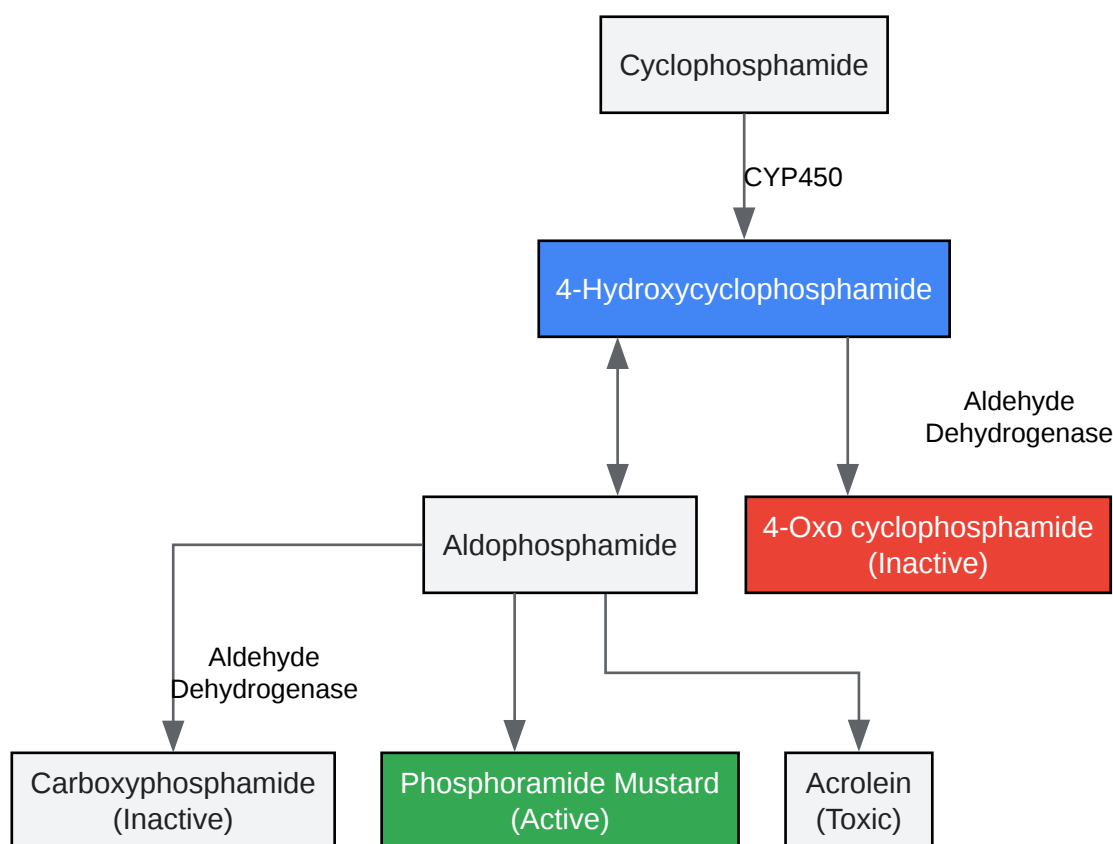 Cyclophosphamide
CYP450
4-Hydroxycyclophosphamide
Aldehyde
Dehydrogenase
Aldophosphamide
4-Oxo cyclophosphamide
(Inactive)
Aldehyde
Dehydrogenase
Carboxyphosphamide
(Inactive)
Phosphoramide Mustard
(Active)
Acrolein
(Toxic)